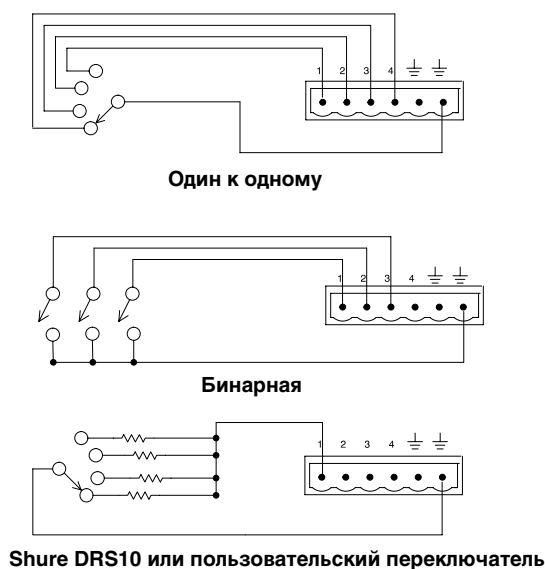 1 2 3 4
Один к одному
1 2 3 4
Бинарная
1 2 3 4
Shure DRS10 или пользовательский переключатель